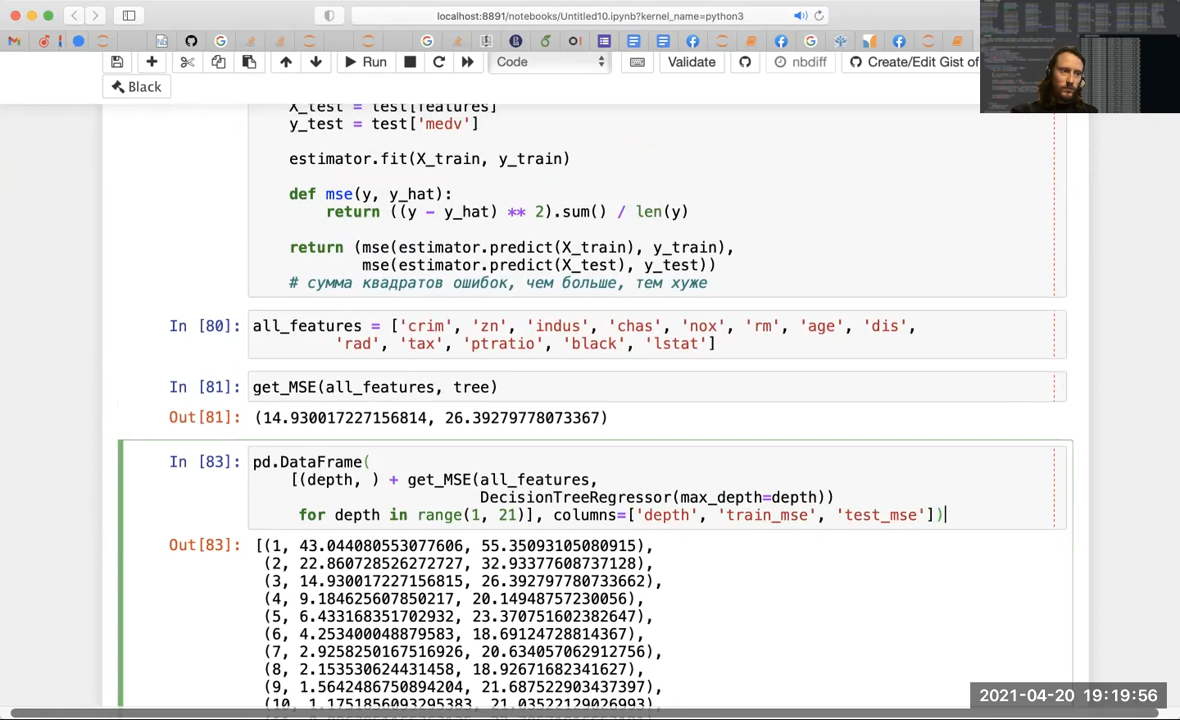 localhost:8891/notebooks/Untitled10.ipynb?kernel_name=python3
Run
Code
Validate
nbdiff
Create/Edit Gist of
Black
X_test = test[features]
y_test = test['medv']
estimator.fit(X_train, y_train)
def mse(y, y_hat):
return ((y - y_hat) ** 2).sum() / len(y)
return (mse(estimator.predict(X_train), y_train),
mse(estimator.predict(X_test), y_test))
# сумма квадратов ошибок, чем больше, тем хуже
In [80]: all_features = ['crim', 'zn', 'indus', 'chas', 'nox', 'rm', 'age', 'dis',
'rad', 'tax', 'ptratio', 'black', 'lstat']
In [81]: get_MSE(all_features, tree)
Out[81]: (14.930017227156814, 26.39279778073367)
In [83]: pd.DataFrame(
[(depth, ) + get_MSE(all_features,
DecisionTreeRegressor(max_depth=depth))
for depth in range(1, 21)], columns=['depth', 'train_mse', 'test_mse'])
Out[83]: [(1, 43.044080553077606, 55.35093105080915),
(2, 22.860728526272727, 32.93377608737128),
(3, 14.930017227156815, 26.392797780733662),
(4, 9.184625607850217, 20.14948757230056),
(5, 6.433168351702932, 23.370751602382647),
(6, 4.253400048879583, 18.69124728814367),
(7, 2.9258250167516926, 20.634057062912756),
(8, 2.153530624431458, 18.92671682341627),
(9, 1.5642486750894204, 21.687522903437397),
(10, 1.1751856093295383, 21.03522129026993),
2021-04-20 19:19:56